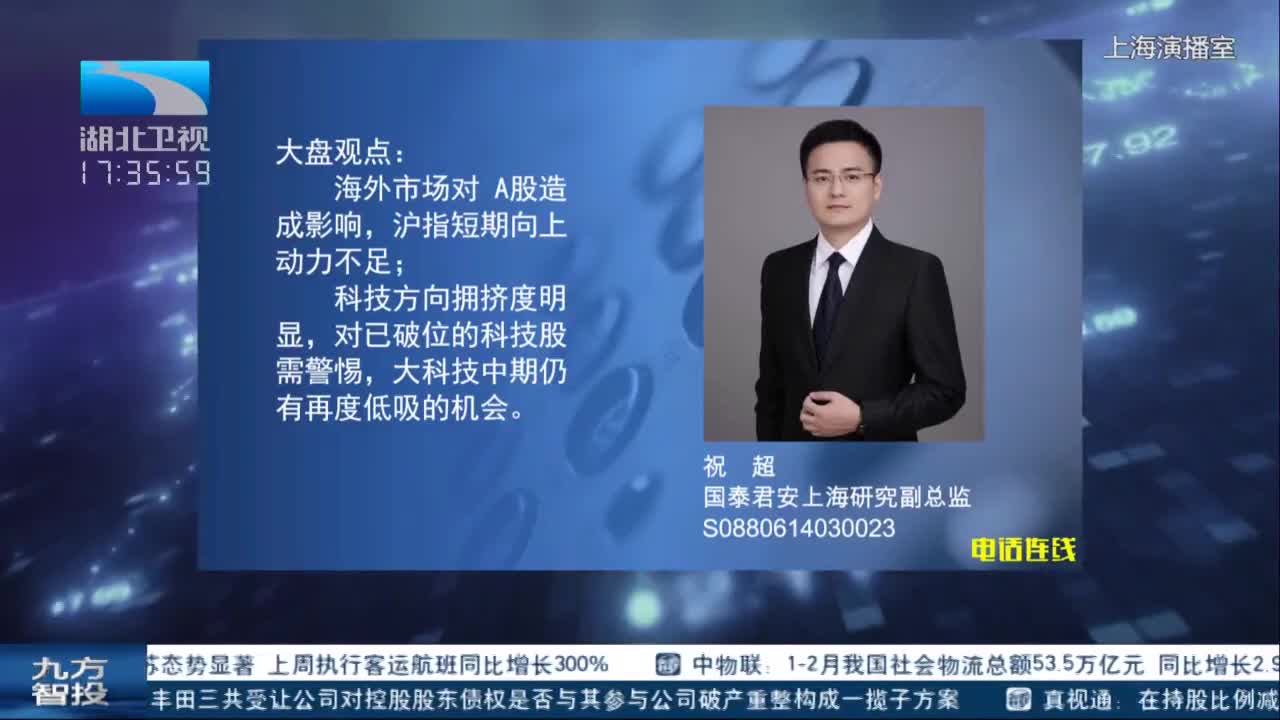 上海演播室
湖北卫视
17:35:59
7.92
大盘观点：
海外市场对 A股造
成影响，沪指短期向上
动力不足；
科技方向拥挤度明
显，对已破位的科技股
需警惕，大科技中期仍
有再度低吸的机会。
祝 超
国泰君安上海研究副总监
S0880614030023
电话连线
九方
智投
苏态势显著 上周执行客运航班同比增长300% 中物联：1-2月我国社会物流总额53.5万亿元 同比增长2.9
丰田三共受让公司对控股股东债权是否与其参与公司破产重整构成一揽子方案 真视通：在持股比例减